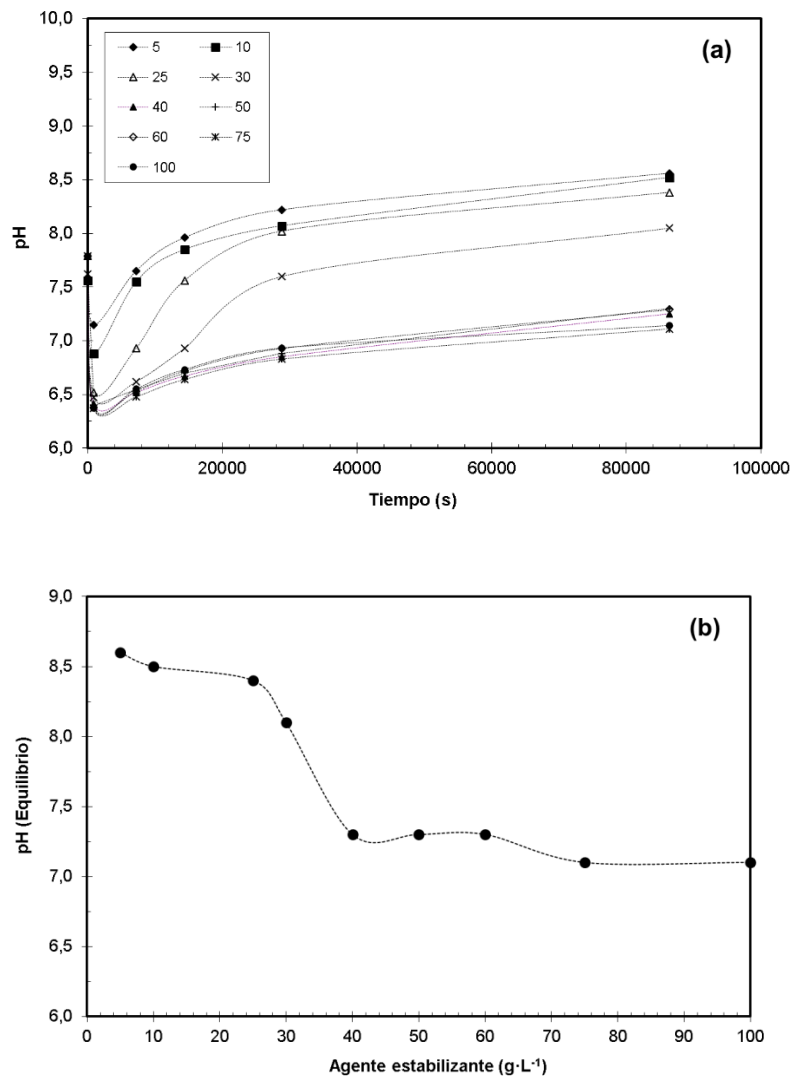 10,0
9,5
9,0
8,5
8,0
7,5
7,0
6,5
6,0
pH
(a)
5 10
25 30
40 50
60 75
100
0 20000 40000 60000 80000 100000
Tiempo (s)
9,0
8,5
8,0
7,5
7,0
6,5
6,0
pH (Equilibrio)
(b)
0 10 20 30 40 50 60 70 80 90 100
Agente estabilizante (g·L⁻¹)